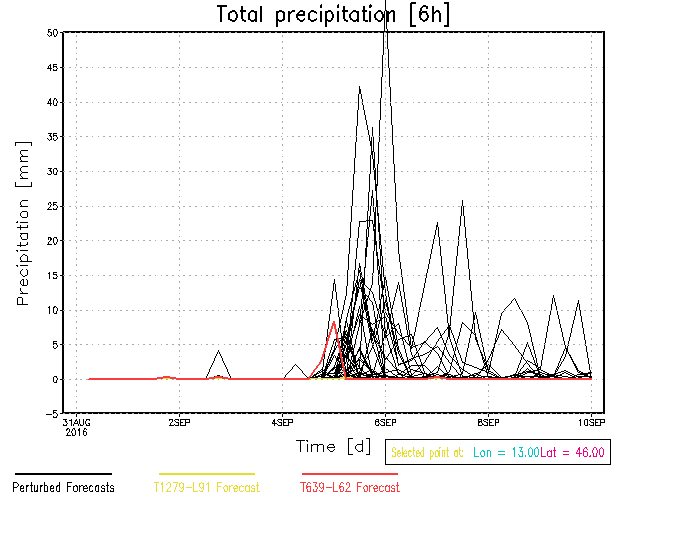 Total precipitation [6h]
50
45
40
35
30
25
20
15
10
5
0
−5
Precipitation [mm]
31AUG 2SEP 4SEP 6SEP 8SEP 10SEP
2016
Time [d]
Selected point at: Lon = 13.00Lat = 46.00
Perturbed Forecasts T1279−L91 Forecast T639−L62 Forecast